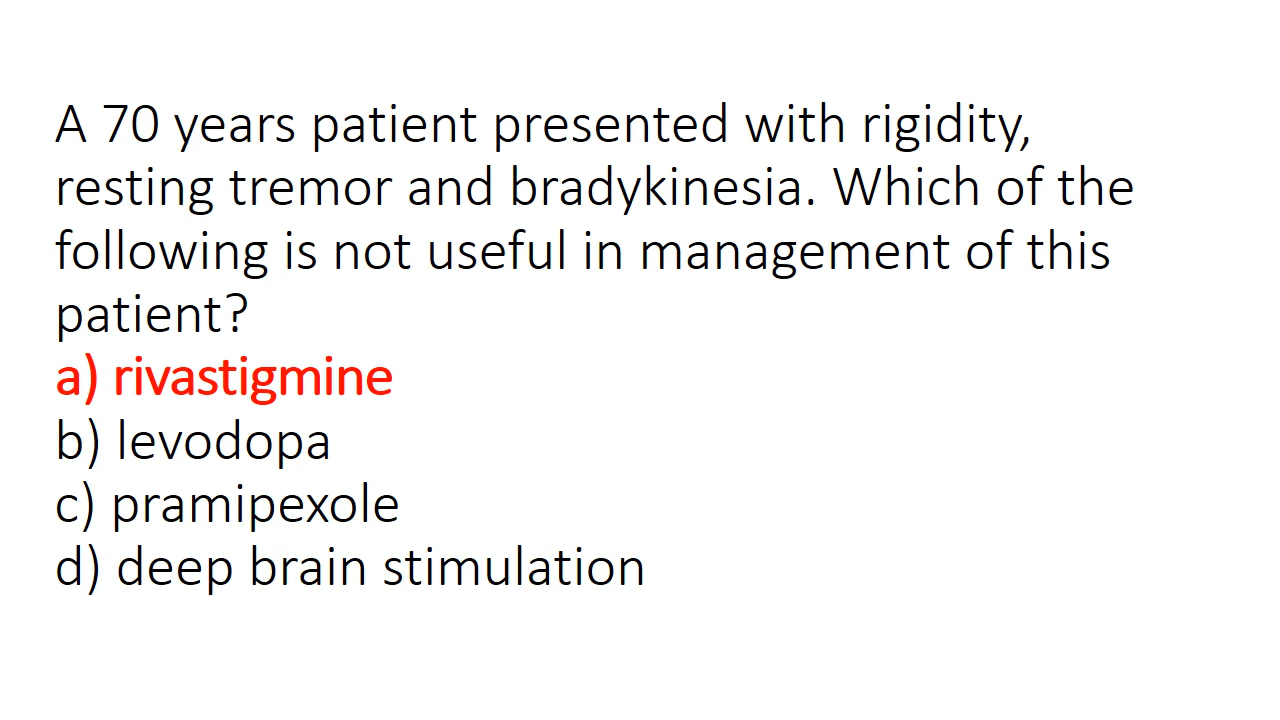 A 70 years patient presented with rigidity,
resting tremor and bradykinesia. Which of the
following is not useful in management of this
patient?
a) rivastigmine
b) levodopa
c) pramipexole
d) deep brain stimulation